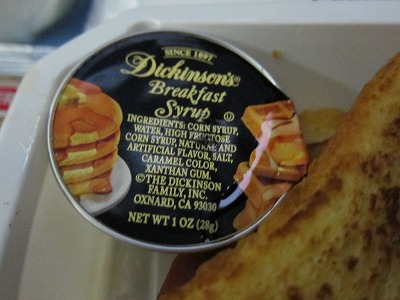 SINCE 1897
Dickinson's®
Breakfast
Syrup
INGREDIENTS: CORN SYRUP,
WATER, HIGH FRUCTOSE
CORN SYRUP, NATURAL AND
ARTIFICIAL FLAVOR, SALT,
CARAMEL COLOR,
XANTHAN GUM.
©THE DICKINSON
FAMILY, INC.
OXNARD, CA 93030
NET WT 1 OZ (28g)